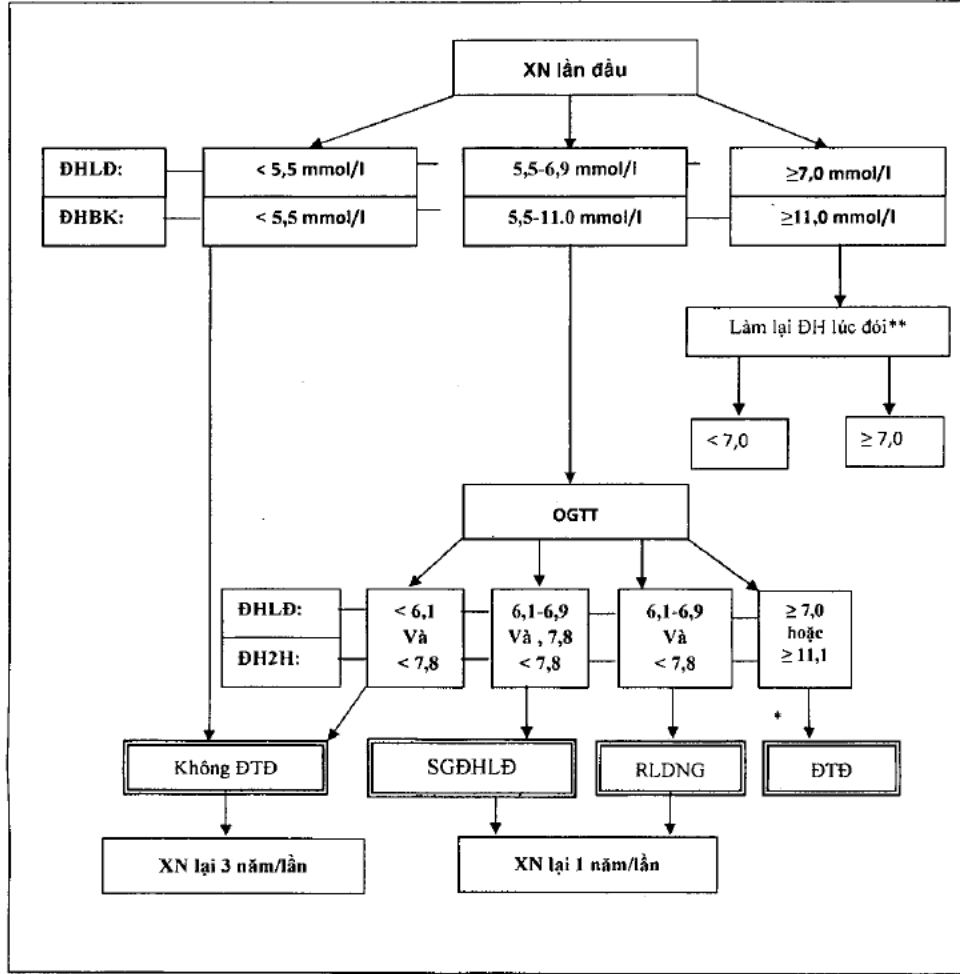 XN lần đầu
ĐHLĐ: < 5,5 mmol/l 5,5-6,9 mmol/l ≥7,0 mmol/l
ĐHBK: < 5,5 mmol/l 5,5-11.0 mmol/l ≥11,0 mmol/l
Làm lại ĐH lúc đói**
< 7,0 ≥ 7,0
OGTT
ĐHLĐ: < 6,1 6,1-6,9 6,1-6,9 ≥ 7,0
Và Và , 7,8 Và hoặc
ĐH2H: < 7,8 < 7,8 < 7,8 ≥ 11,1
*
Không ĐTĐ SGĐHLĐ RLDNG ĐTĐ
XN lại 3 năm/lần XN lại 1 năm/lần